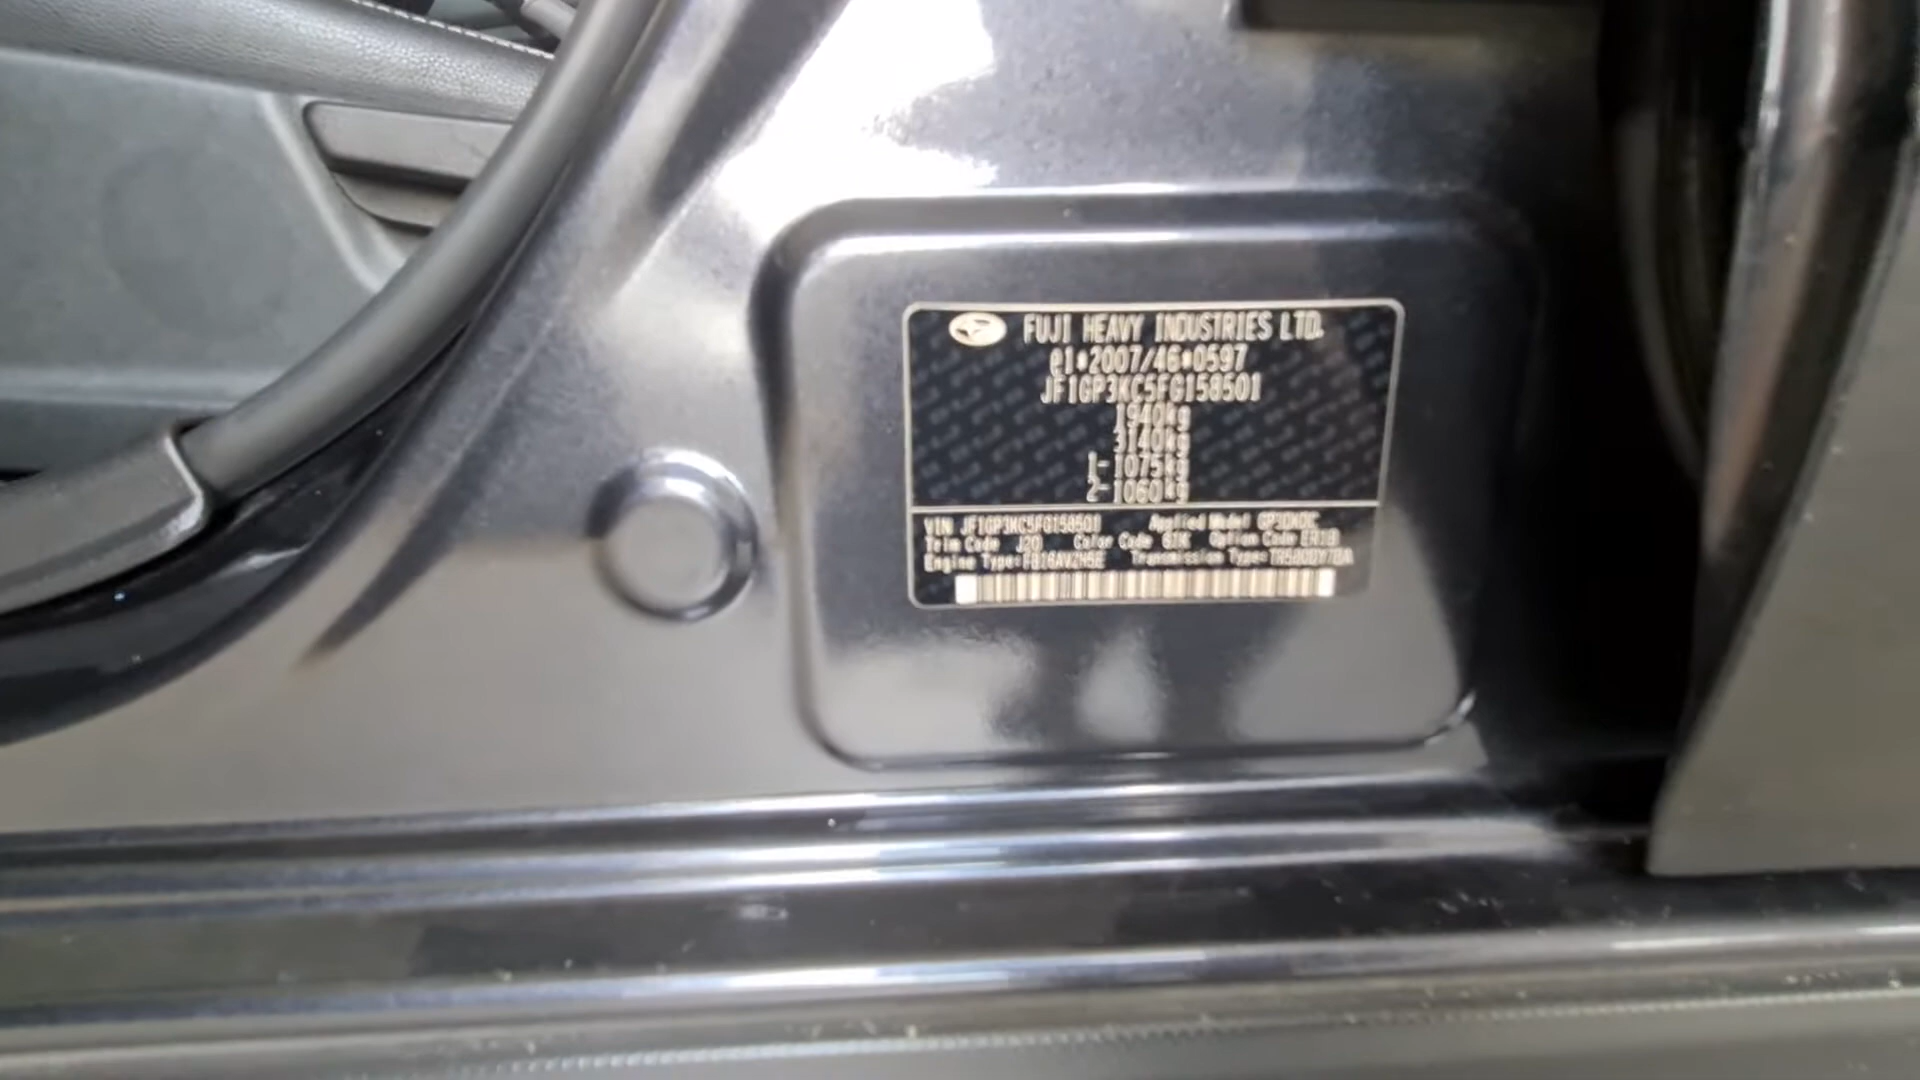 FUJI HEAVY INDUSTRIES LTD.
e1*2007/46*0597
JF1GP3KC5FG158501
1940kg
3140kg
1-1075kg
2-1060kg
VIN JF1GP3KC5FG158501 Applied Model
Trim Code J20 Color Code Option Code
Engine Type: Transmission Type: